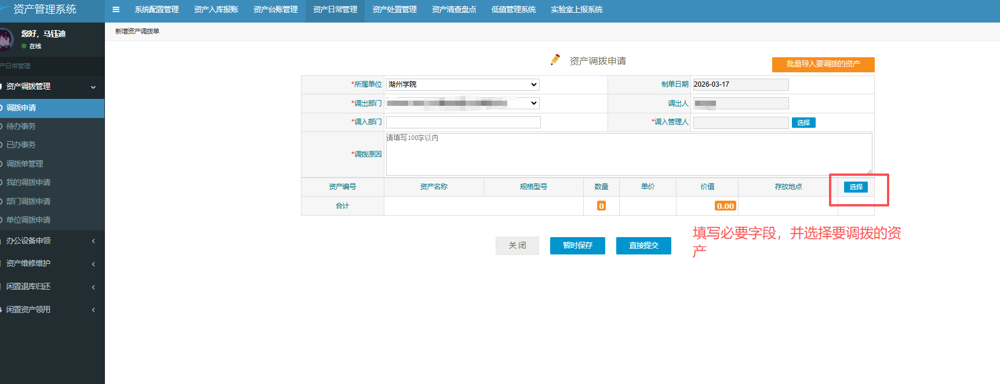 资产管理系统
系统配置管理 资产入库报账 资产台账管理 资产日常管理 资产处置管理 资产清查盘点 低值管理系统 实验室上报系统
您好，马钰迪
在线
新增资产调拨单
产日常管理
资产调拨管理
调拨申请
待办事务
已办事务
调拨单管理
我的调拨申请
部门调拨申请
单位调拨申请
办公设备申领
资产维修维护
闲置退库归还
闲置资产领用
资产调拨申请
批量导入要调拨的资产
*所属单位 湖州学院 制单日期 2026-03-17
*调出部门 调出人
*调入部门 *调入管理人 选择
*调拨原因 请填写100字以内
资产编号 资产名称 规格型号 数量 单价 价值 存放地点 选择
合计 0 0.00
关 闭 暂时保存 直接提交
填写必要字段，并选择要调拨的资
产